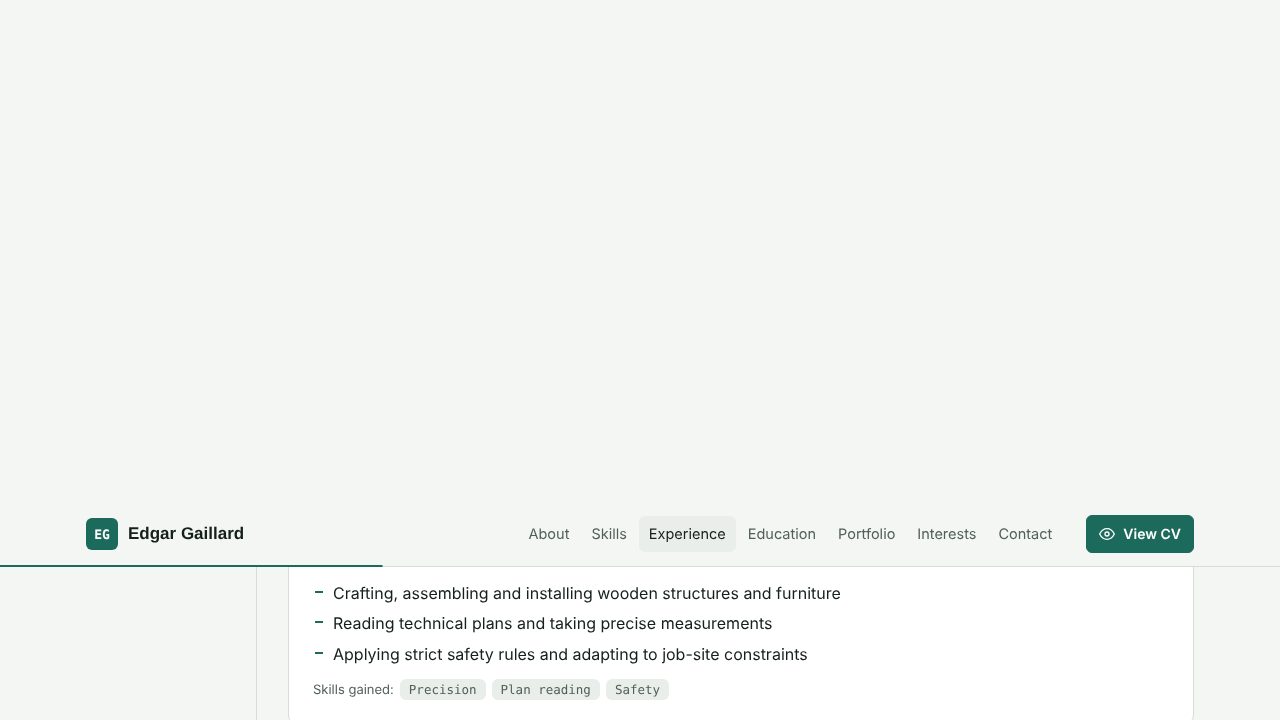 EG Edgar Gaillard About Skills Experience Education Portfolio Interests Contact View CV
Crafting, assembling and installing wooden structures and furniture
Reading technical plans and taking precise measurements
Applying strict safety rules and adapting to job-site constraints
Skills gained: Precision Plan reading Safety